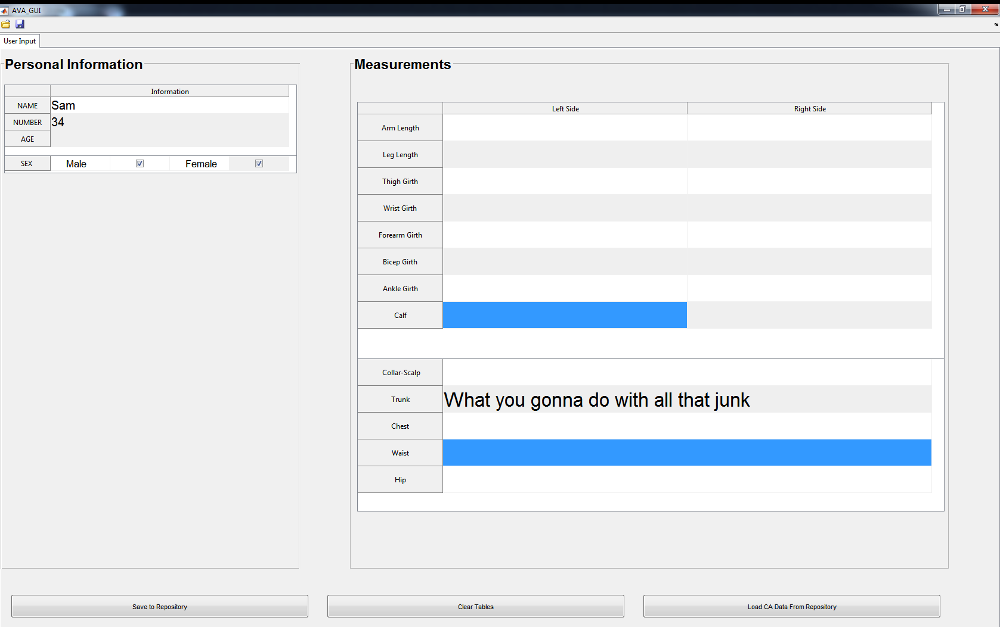 AVA_GUI
User Input
Personal Information
Information
NAME Sam
NUMBER 34
AGE
SEX Male Female
Measurements
Left Side Right Side
Arm Length
Leg Length
Thigh Girth
Wrist Girth
Forearm Girth
Bicep Girth
Ankle Girth
Calf
Collar-Scalp
Trunk What you gonna do with all that junk
Chest
Waist
Hip
Save to Repository Clear Tables Load CA Data From Repository